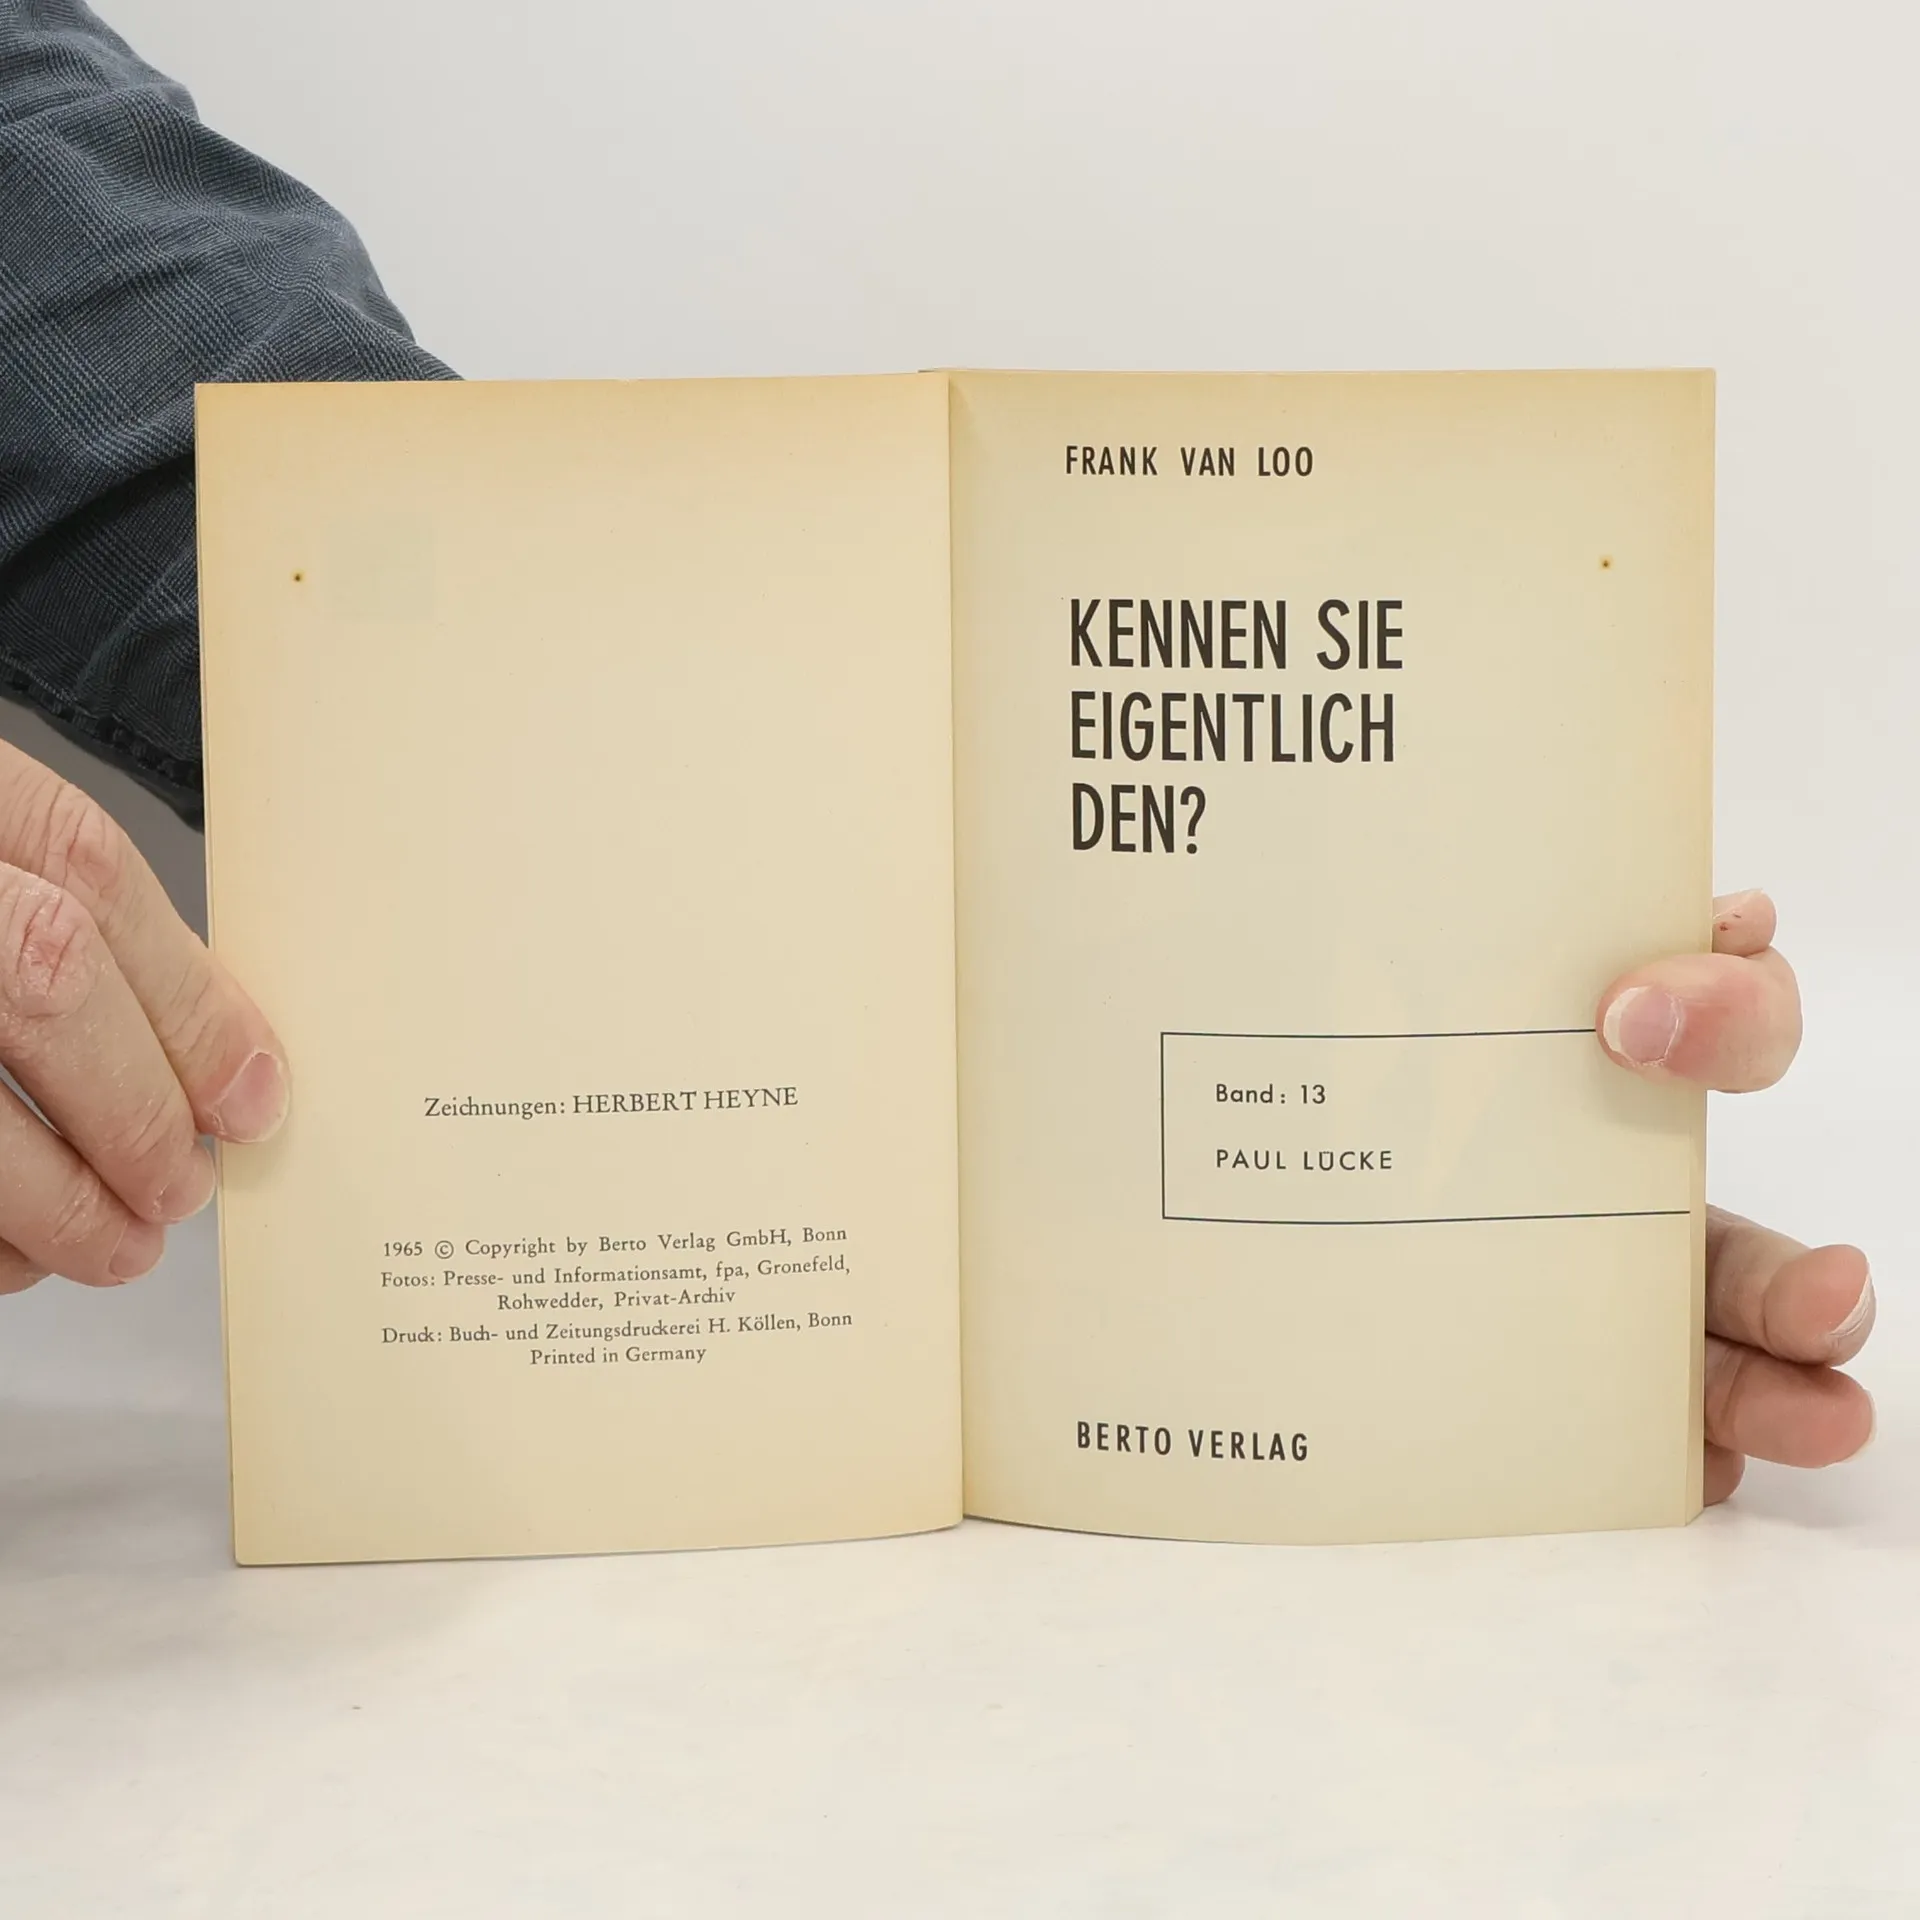 Zeichnungen: HERBERT HEYNE
1965 © Copyright by Berto Verlag GmbH, Bonn
Fotos: Presse- und Informationsamt, fpa, Gronefeld,
Rohwedder, Privat-Archiv
Druck: Buch- und Zeitungsdruckerei H. Köllen, Bonn
Printed in Germany
FRANK VAN LOO
KENNEN SIE
EIGENTLICH
DEN?
Band: 13
PAUL LÜCKE
BERTO VERLAG